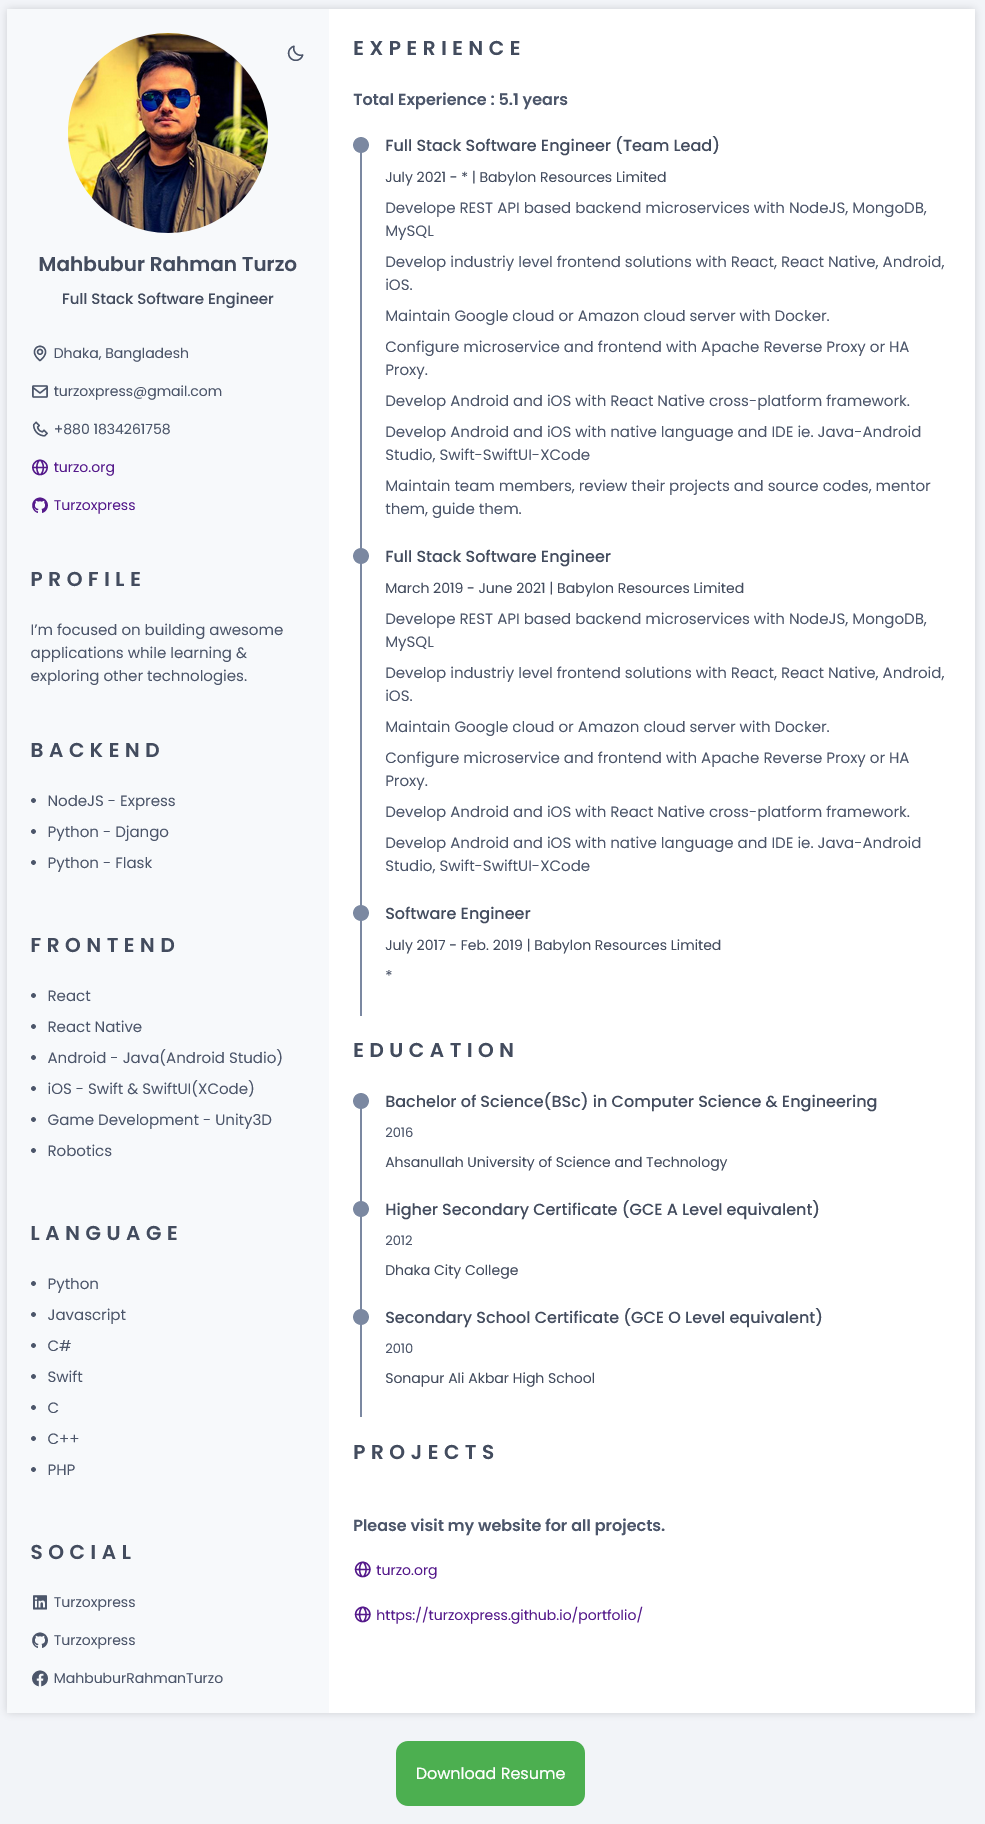 Mahbubur Rahman Turzo
Full Stack Software Engineer
Dhaka, Bangladesh
turzoxpress@gmail.com
+880 1834261758
turzo.org
Turzoxpress
PROFILE
I’m focused on building awesome
applications while learning &
exploring other technologies.
BACKEND
• NodeJS - Express
• Python - Django
• Python - Flask
FRONTEND
• React
• React Native
• Android - Java(Android Studio)
• iOS - Swift & SwiftUI(XCode)
• Game Development - Unity3D
• Robotics
LANGUAGE
• Python
• Javascript
• C#
• Swift
• C
• C++
• PHP
SOCIAL
Turzoxpress
Turzoxpress
MahbuburRahmanTurzo
EXPERIENCE
Total Experience : 5.1 years
Full Stack Software Engineer (Team Lead)
July 2021 - * | Babylon Resources Limited
Develope REST API based backend microservices with NodeJS, MongoDB,
MySQL
Develop industriy level frontend solutions with React, React Native, Android,
iOS.
Maintain Google cloud or Amazon cloud server with Docker.
Configure microservice and frontend with Apache Reverse Proxy or HA
Proxy.
Develop Android and iOS with React Native cross-platform framework.
Develop Android and iOS with native language and IDE ie. Java-Android
Studio, Swift-SwiftUI-XCode
Maintain team members, review their projects and source codes, mentor
them, guide them.
Full Stack Software Engineer
March 2019 - June 2021 | Babylon Resources Limited
Develope REST API based backend microservices with NodeJS, MongoDB,
MySQL
Develop industriy level frontend solutions with React, React Native, Android,
iOS.
Maintain Google cloud or Amazon cloud server with Docker.
Configure microservice and frontend with Apache Reverse Proxy or HA
Proxy.
Develop Android and iOS with React Native cross-platform framework.
Develop Android and iOS with native language and IDE ie. Java-Android
Studio, Swift-SwiftUI-XCode
Software Engineer
July 2017 - Feb. 2019 | Babylon Resources Limited
*
EDUCATION
Bachelor of Science(BSc) in Computer Science & Engineering
2016
Ahsanullah University of Science and Technology
Higher Secondary Certificate (GCE A Level equivalent)
2012
Dhaka City College
Secondary School Certificate (GCE O Level equivalent)
2010
Sonapur Ali Akbar High School
PROJECTS
Please visit my website for all projects.
turzo.org
https://turzoxpress.github.io/portfolio/
Download Resume